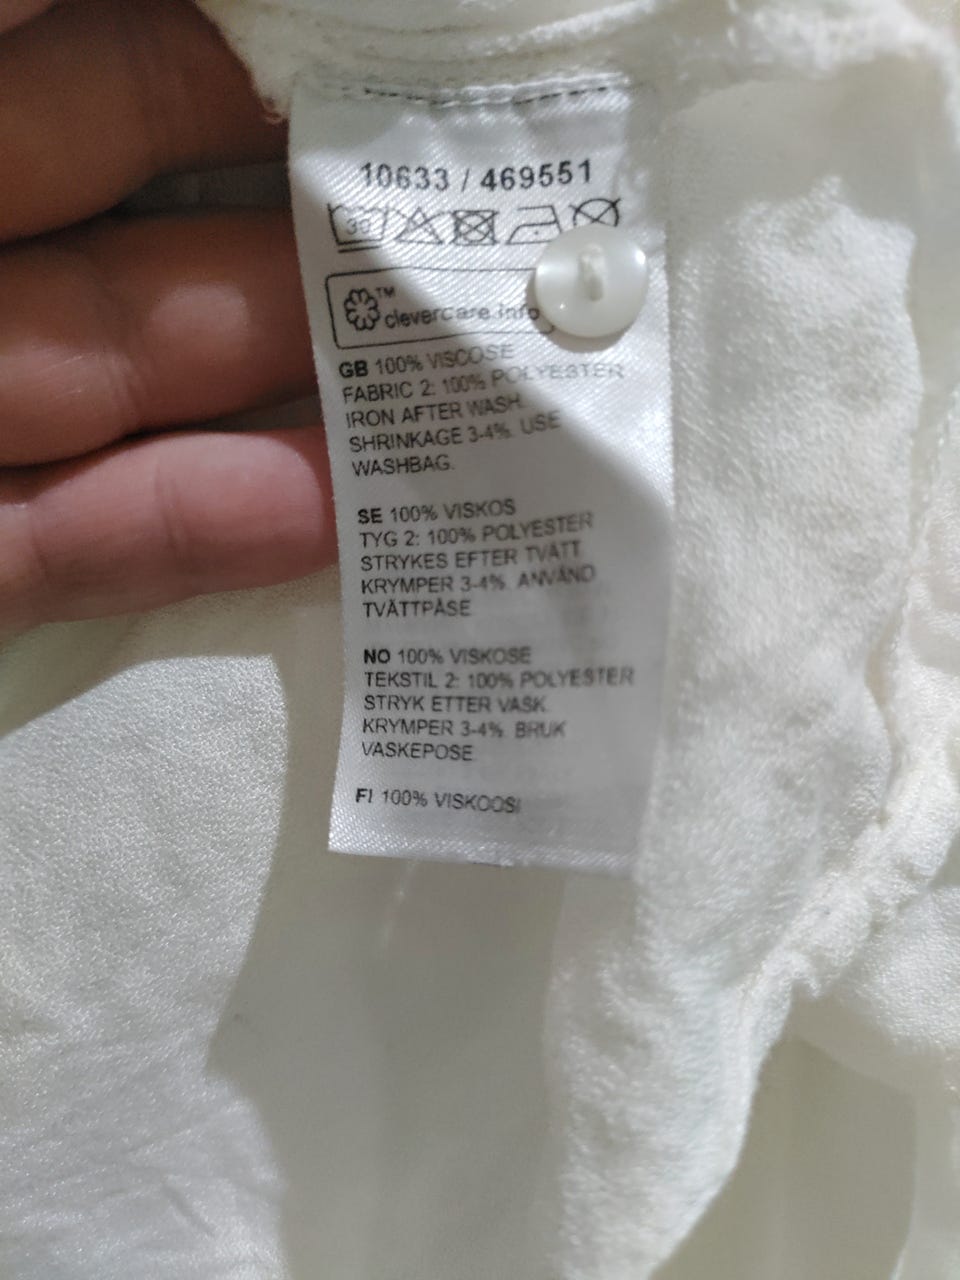 10633 / 469551
30
™
clevercare.info
GB 100% VISCOSE
FABRIC 2: 100% POLYESTER
IRON AFTER WASH.
SHRINKAGE 3-4%. USE
WASHBAG.
SE 100% VISKOS
TYG 2: 100% POLYESTER
STRYKES EFTER TVÄTT
KRYMPER 3-4%. ANVÄND
TVÄTTPÅSE
NO 100% VISKOSE
TEKSTIL 2: 100% POLYESTER
STRYK ETTER VASK.
KRYMPER 3-4%. BRUK
VASKEPOSE
FI 100% VISKOOSI